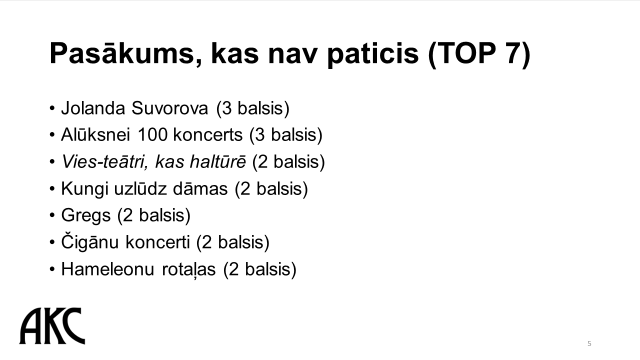 Pasākums, kas nav paticis (TOP 7)
• Jolanda Suvorova (3 balsis)
• Alūksnei 100 koncerts (3 balsis)
• Vies-teātri, kas haltūrē (2 balsis)
• Kungi uzlūdz dāmas (2 balsis)
• Gregs (2 balsis)
• Čigānu koncerti (2 balsis)
• Hameleonu rotaļas (2 balsis)
AKC
5